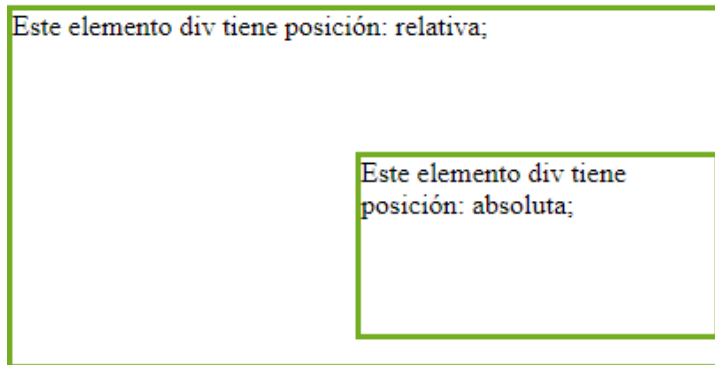 Este elemento div tiene posición: relativa;
Este elemento div tiene
posición: absoluta;